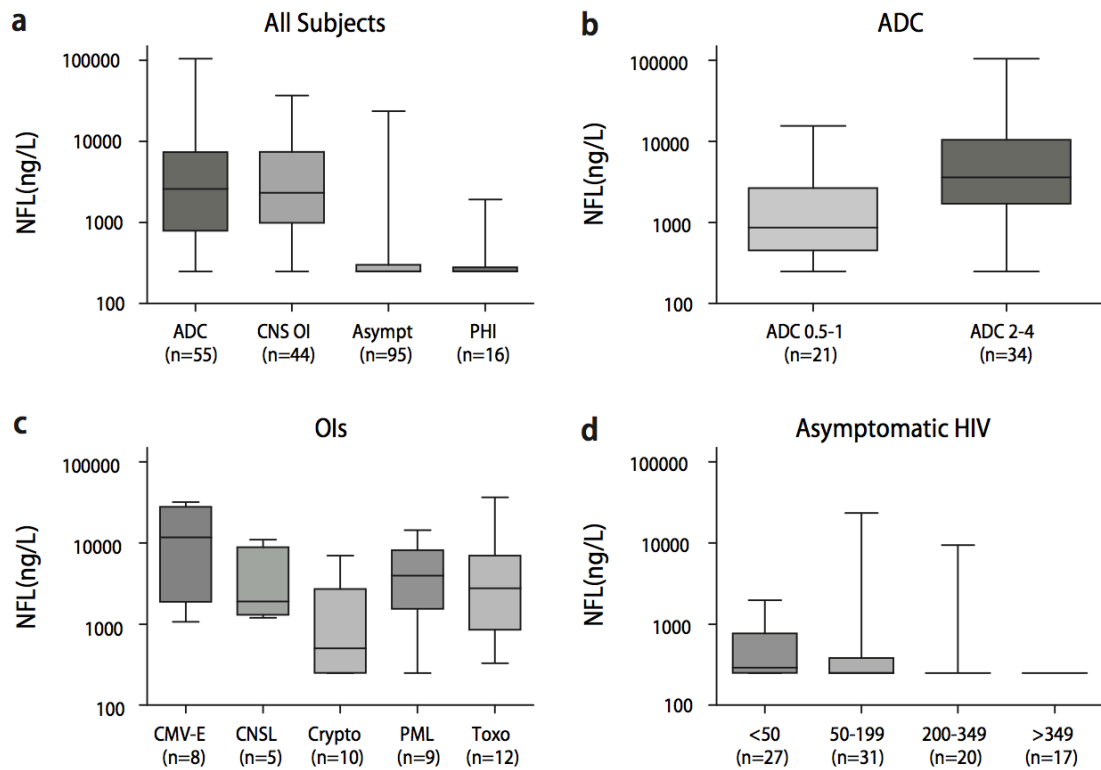 a
All Subjects
NFL(ng/L)
100000
10000
1000
100
ADC
(n=55)
CNS OI
(n=44)
Asympt
(n=95)
PHI
(n=16)
b
ADC
NFL(ng/L)
100000
10000
1000
100
ADC 0.5-1
(n=21)
ADC 2-4
(n=34)
c
OIs
NFL(ng/L)
100000
10000
1000
100
CMV-E
(n=8)
CNSL
(n=5)
Crypto
(n=10)
PML
(n=9)
Toxo
(n=12)
d
Asymptomatic HIV
NFL(ng/L)
100000
10000
1000
100
<50
(n=27)
50-199
(n=31)
200-349
(n=20)
>349
(n=17)